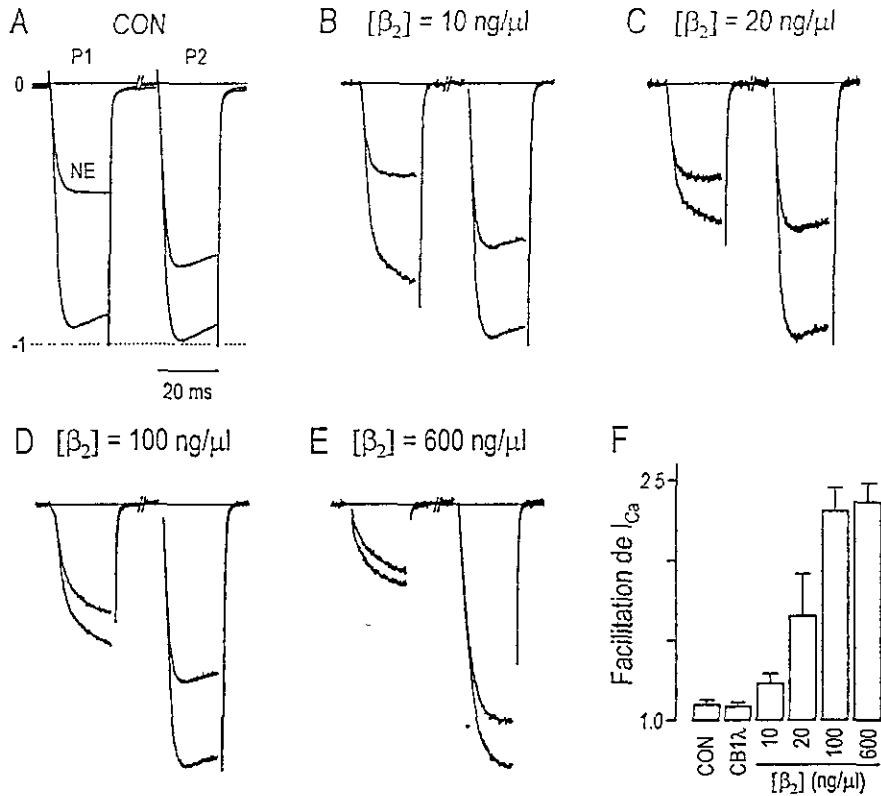 A CON
P1 P2
0
NE
-1
20 ms
B [β2] = 10 ng/μl
C [β2] = 20 ng/μl
D [β2] = 100 ng/μl
E [β2] = 600 ng/μl
F
Facilitation de ICa
2.5
1.0
CON
CB1λ
10
20
100
600
[β2] (ng/μl)